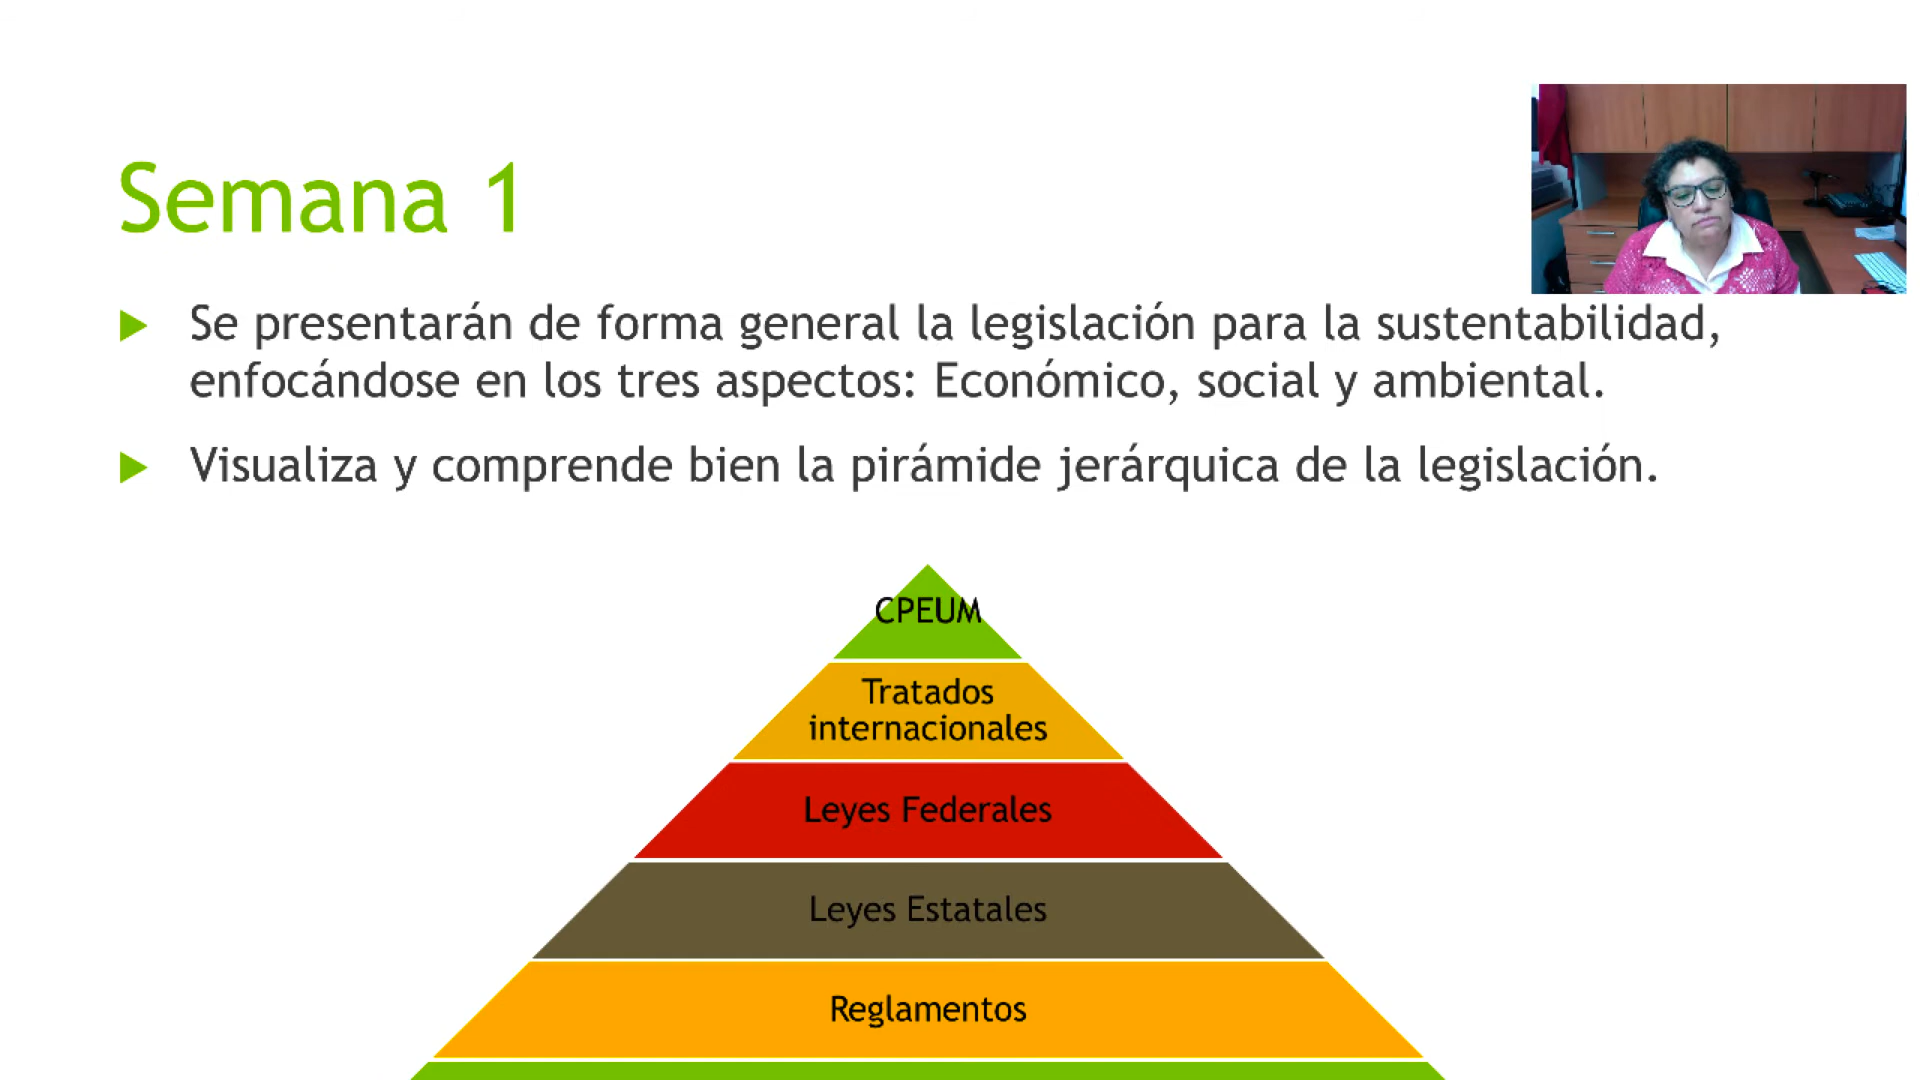 Semana 1
Se presentarán de forma general la legislación para la sustentabilidad,
enfocándose en los tres aspectos: Económico, social y ambiental.
Visualiza y comprende bien la pirámide jerárquica de la legislación.
CPEUM
Tratados
internacionales
Leyes Federales
Leyes Estatales
Reglamentos